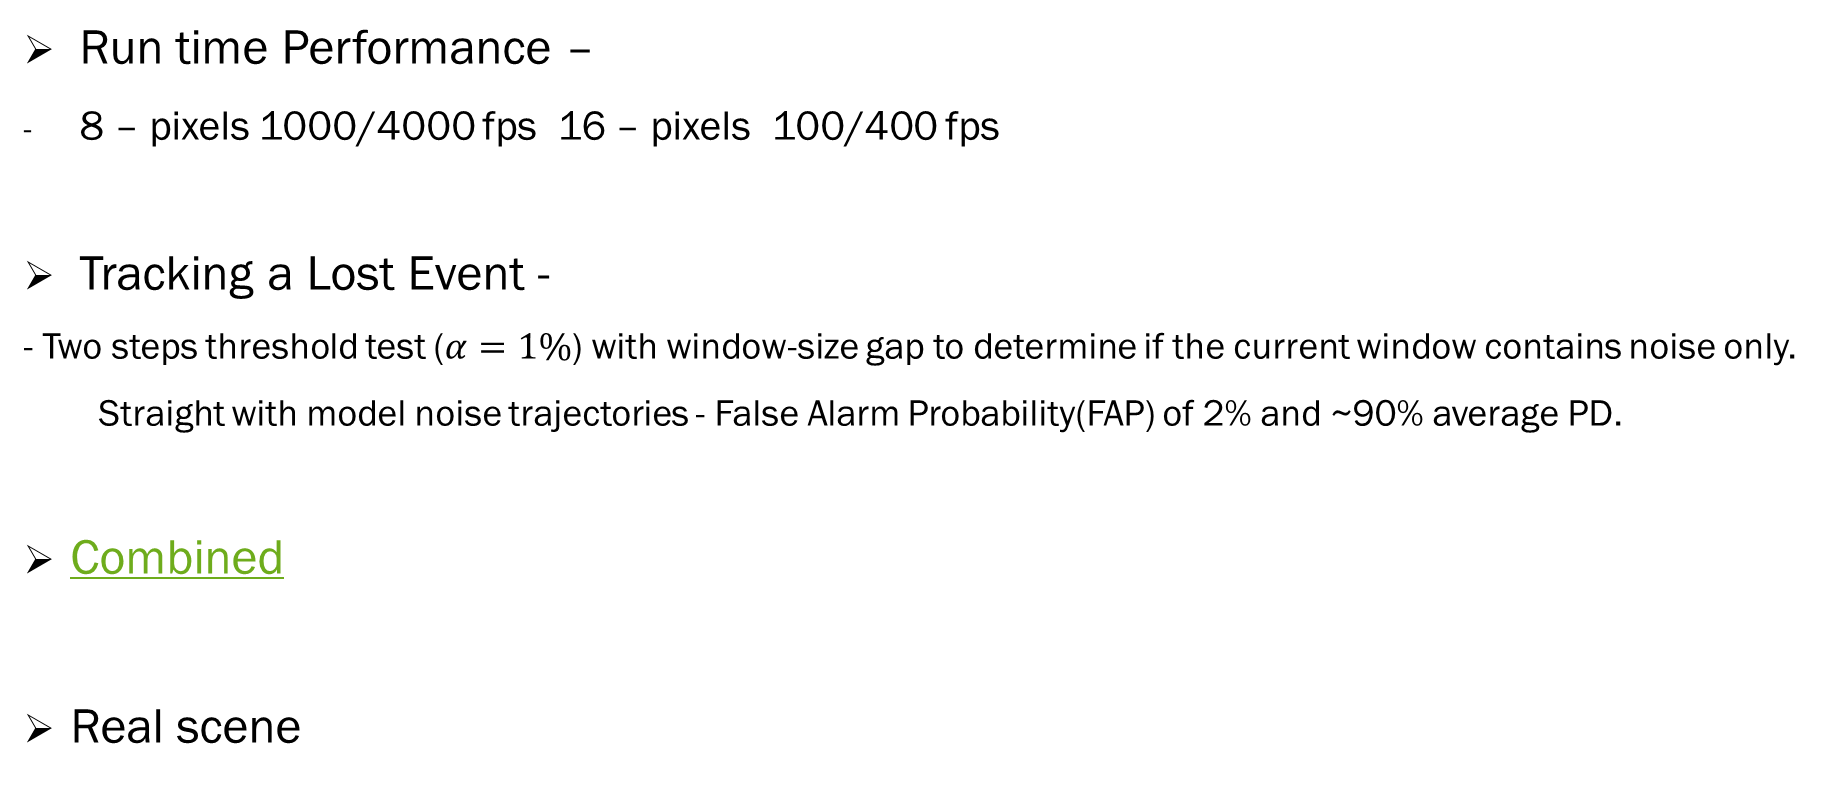 ➢ Run time Performance –
- 8 – pixels 1000/4000 fps 16 – pixels 100/400 fps
➢ Tracking a Lost Event -
- Two steps threshold test (𝛼 = 1%) with window-size gap to determine if the current window contains noise only.
Straight with model noise trajectories - False Alarm Probability(FAP) of 2% and ~90% average PD.
➢ Combined
➢ Real scene